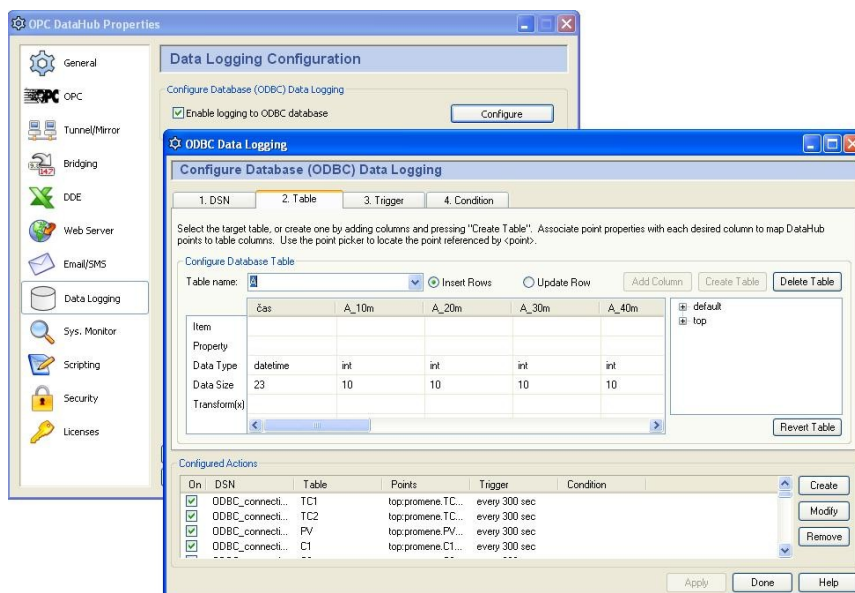 OPC DataHub Properties
General
OPC
Tunnel/Mirror
Bridging
DDE
Web Server
Email/SMS
Data Logging
Sys. Monitor
Scripting
Security
Licenses
Data Logging Configuration
Configure Database (ODBC) Data Logging
Enable logging to ODBC database Configure
ODBC Data Logging
Configure Database (ODBC) Data Logging
1. DSN 2. Table 3. Trigger 4. Condition
Select the target table, or create one by adding columns and pressing "Create Table". Associate point properties with each desired column to map DataHub
points to table columns. Use the point picker to locate the point referenced by <point>.
Configure Database Table
Table name: A Insert Rows Update Row Add Column Create Table Delete Table
čas A_10m A_20m A_30m A_40m
Item
Property
Data Type datetime int int int int
Data Size 23 10 10 10 10
Transform(x)
default
top
Revert Table
Configured Actions
On DSN Table Points Trigger Condition
ODBC_connecti... TC1 top:promene.TC... every 300 sec
ODBC_connecti... TC2 top:promene.TC... every 300 sec
ODBC_connecti... PV top:promene.PV... every 300 sec
ODBC_connecti... C1 top:promene.C1... every 300 sec
Create
Modify
Remove
Apply Done Help